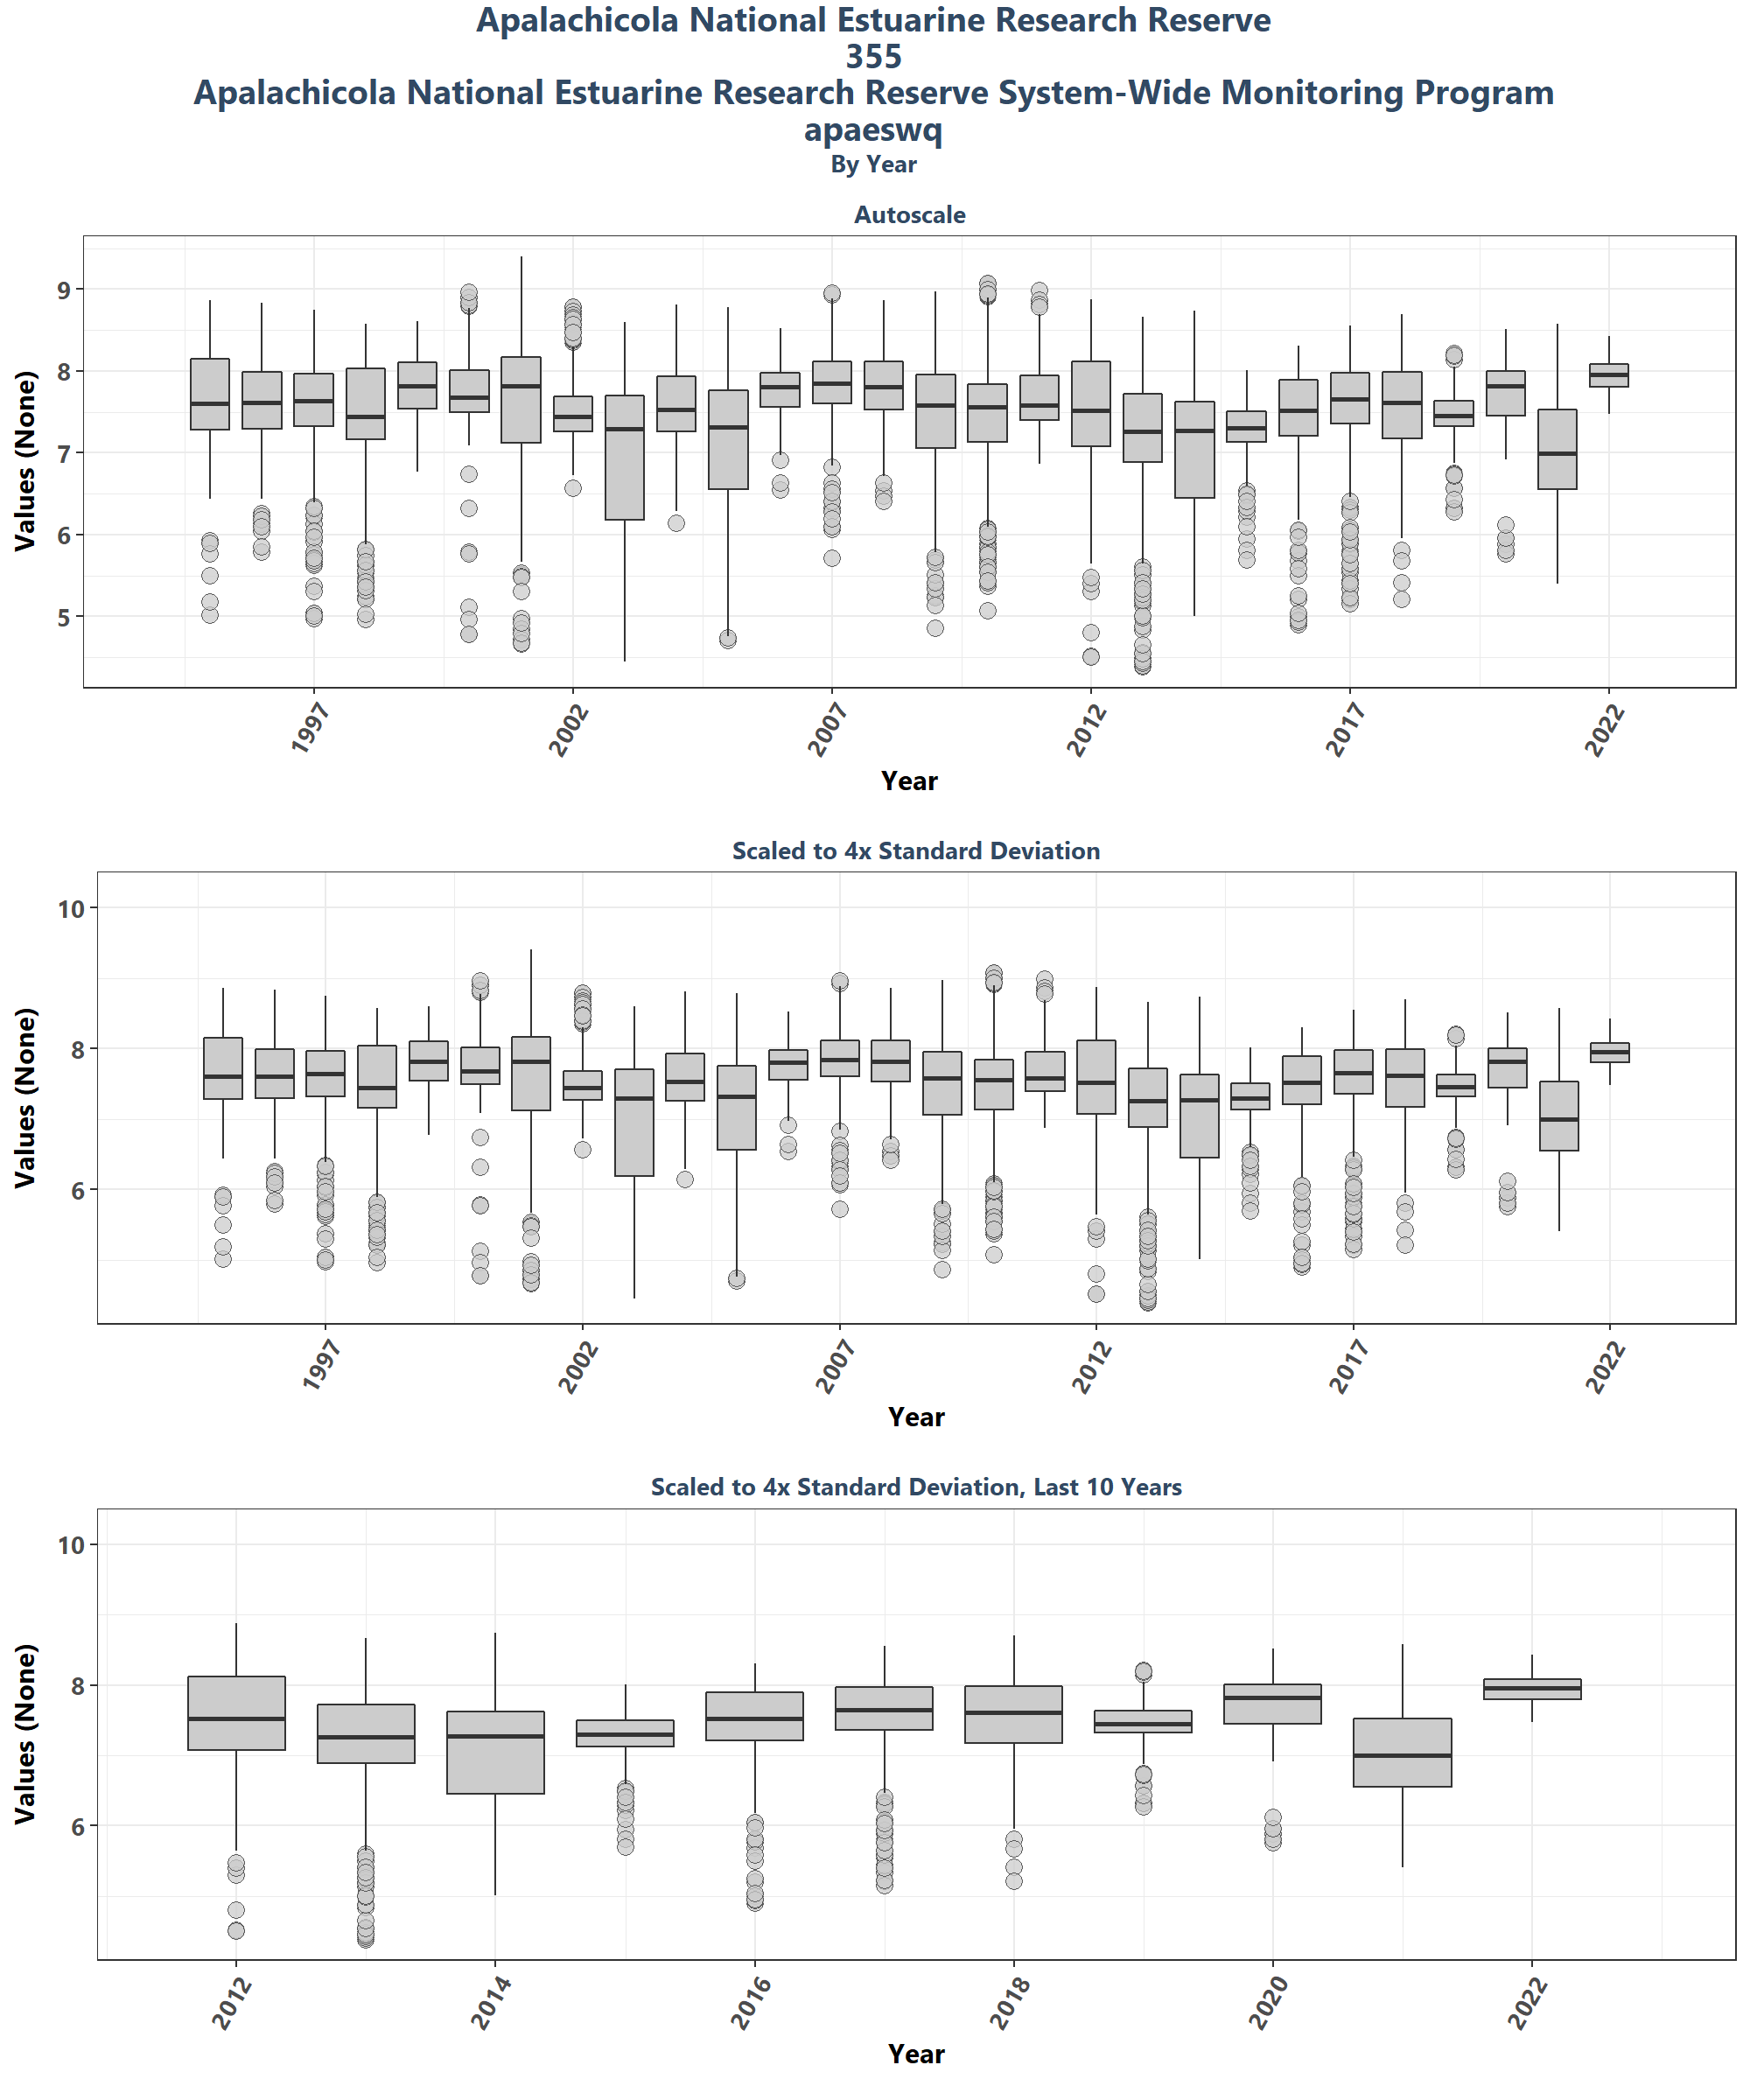 Apalachicola National Estuarine Research Reserve
355
Apalachicola National Estuarine Research Reserve System-Wide Monitoring Program
apaeswq
By Year
Autoscale
Values (None)
9
8
7
6
5
1997
2002
2007
2012
2017
2022
Year
Scaled to 4x Standard Deviation
Values (None)
10
8
6
1997
2002
2007
2012
2017
2022
Year
Scaled to 4x Standard Deviation, Last 10 Years
Values (None)
10
8
6
2012
2014
2016
2018
2020
2022
Year